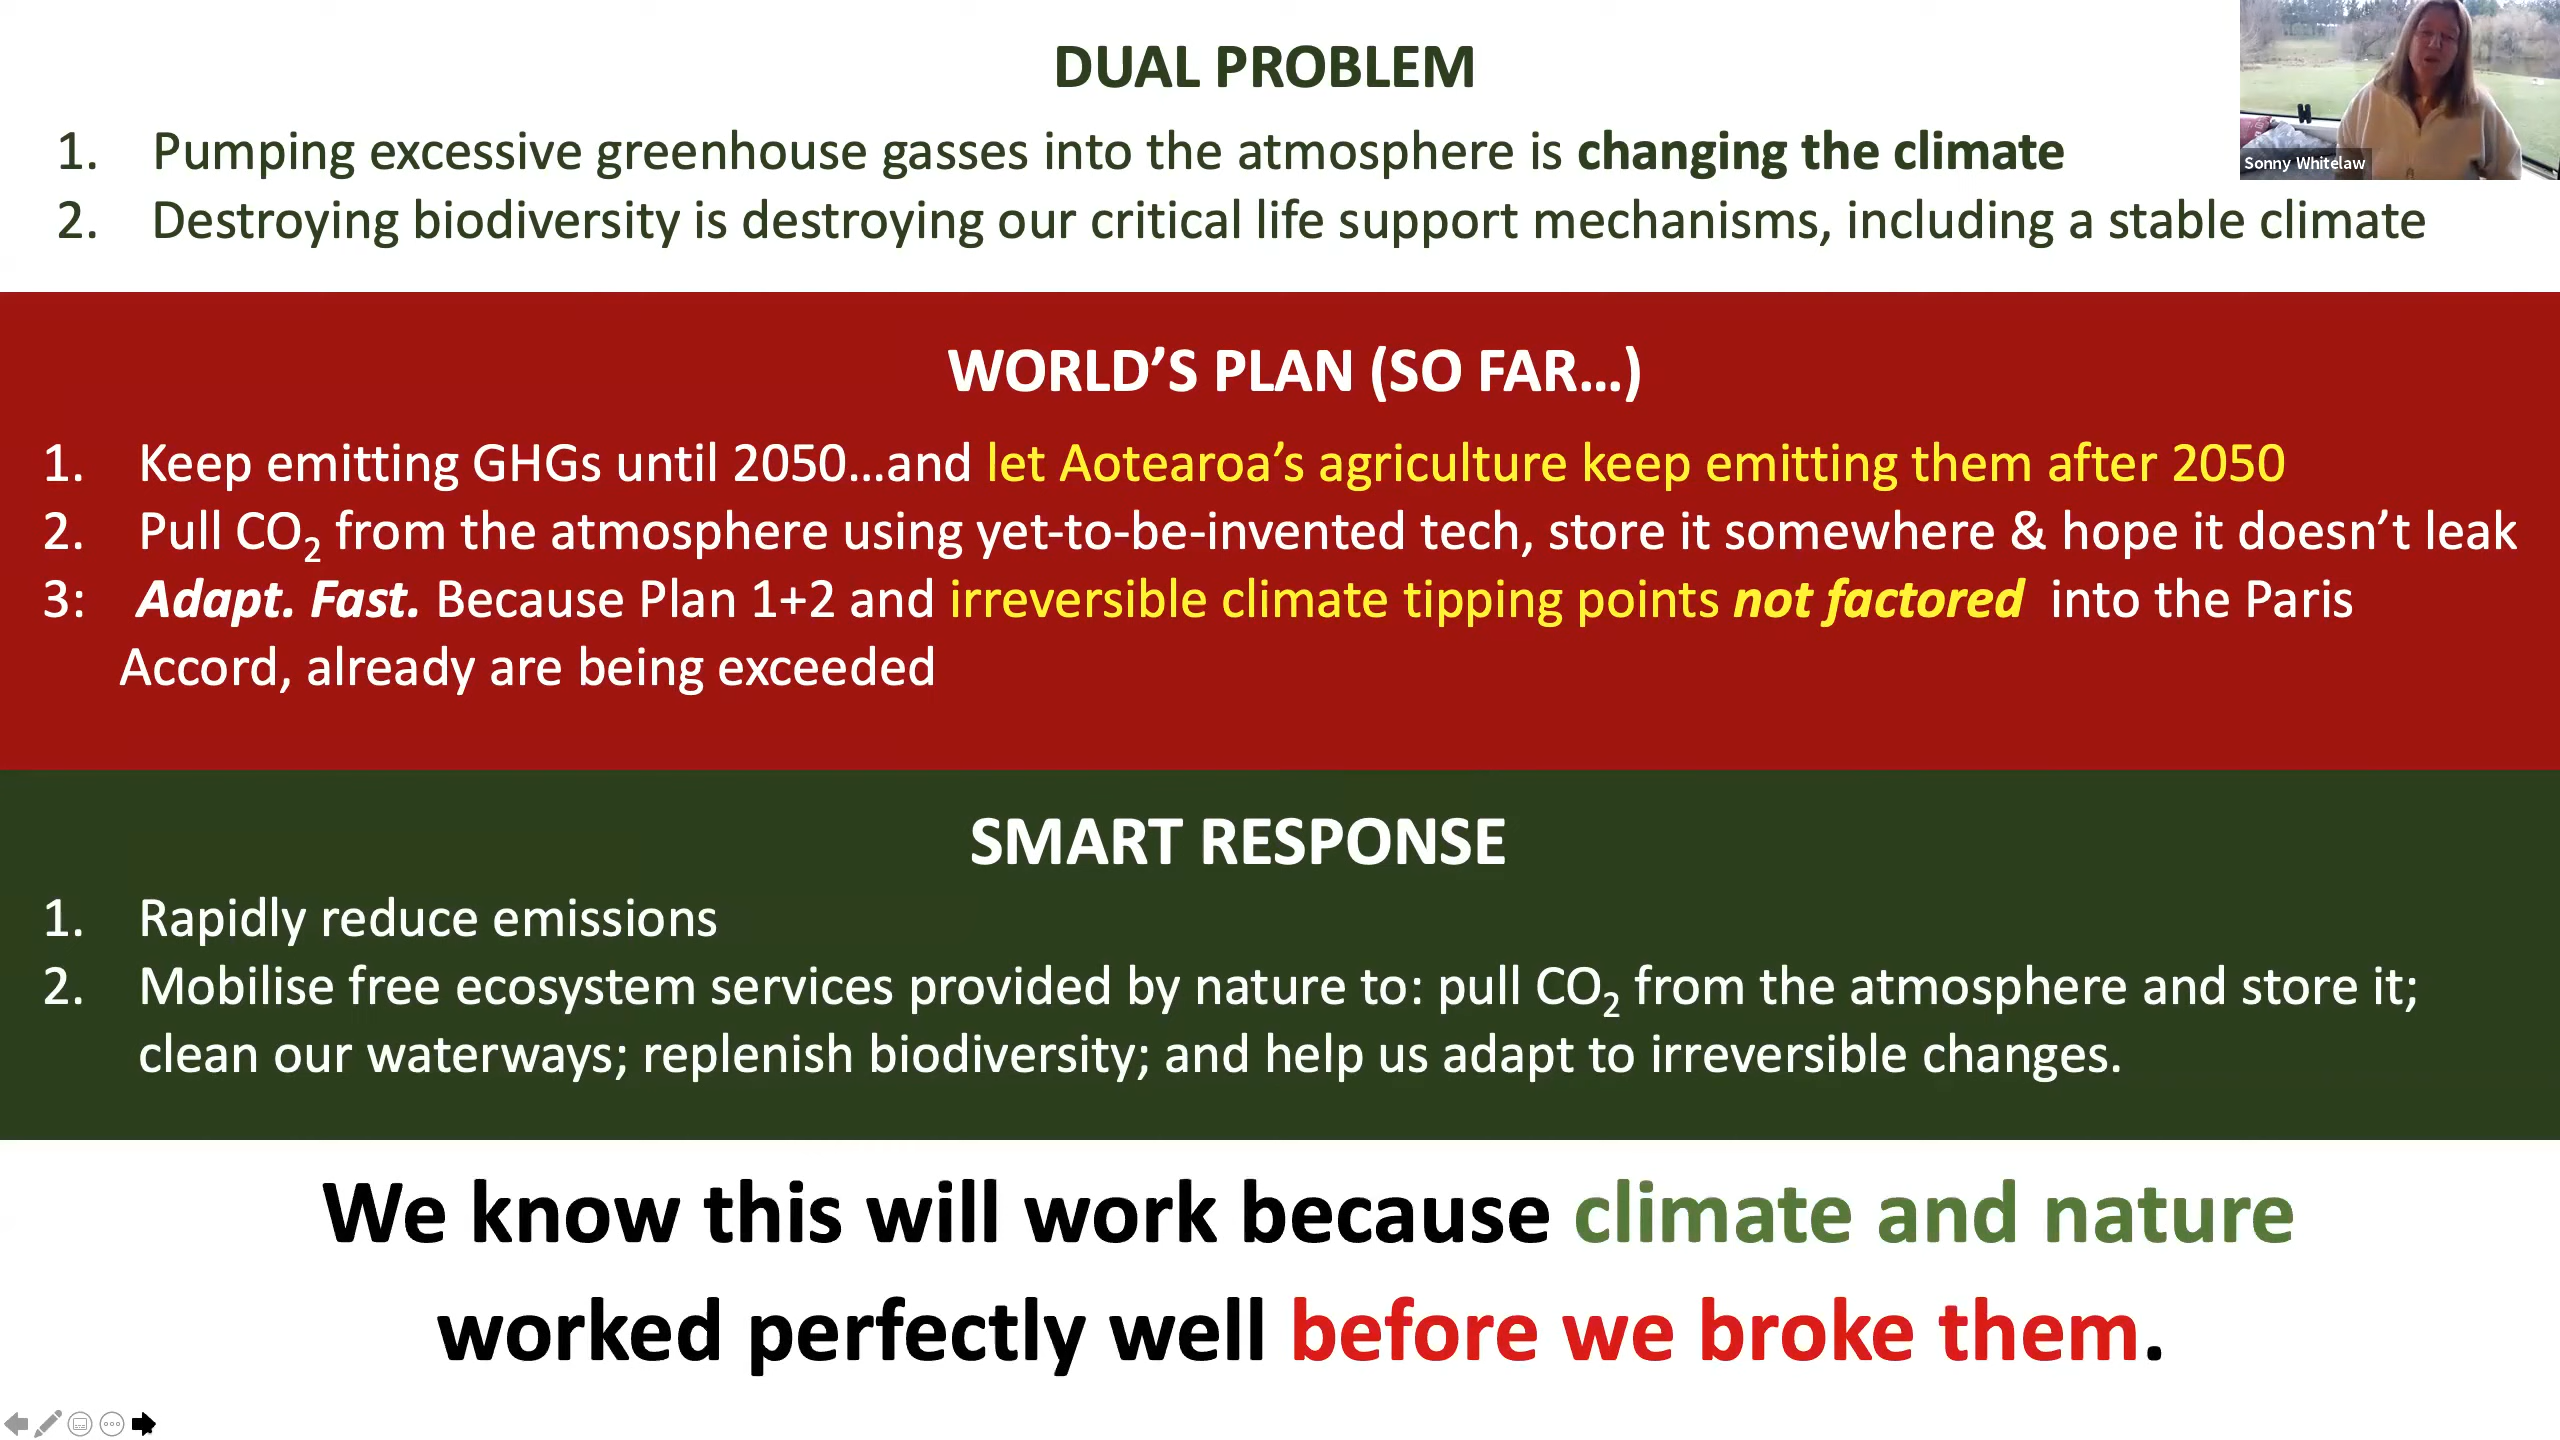 DUAL PROBLEM
1. Pumping excessive greenhouse gasses into the atmosphere is changing the climate
2. Destroying biodiversity is destroying our critical life support mechanisms, including a stable climate
Sonny Whitelaw
WORLD’S PLAN (SO FAR…)
1. Keep emitting GHGs until 2050…and let Aotearoa’s agriculture keep emitting them after 2050
2. Pull CO₂ from the atmosphere using yet-to-be-invented tech, store it somewhere & hope it doesn’t leak
3: Adapt. Fast. Because Plan 1+2 and irreversible climate tipping points not factored into the Paris
Accord, already are being exceeded
SMART RESPONSE
1. Rapidly reduce emissions
2. Mobilise free ecosystem services provided by nature to: pull CO₂ from the atmosphere and store it;
clean our waterways; replenish biodiversity; and help us adapt to irreversible changes.
We know this will work because climate and nature
worked perfectly well before we broke them.